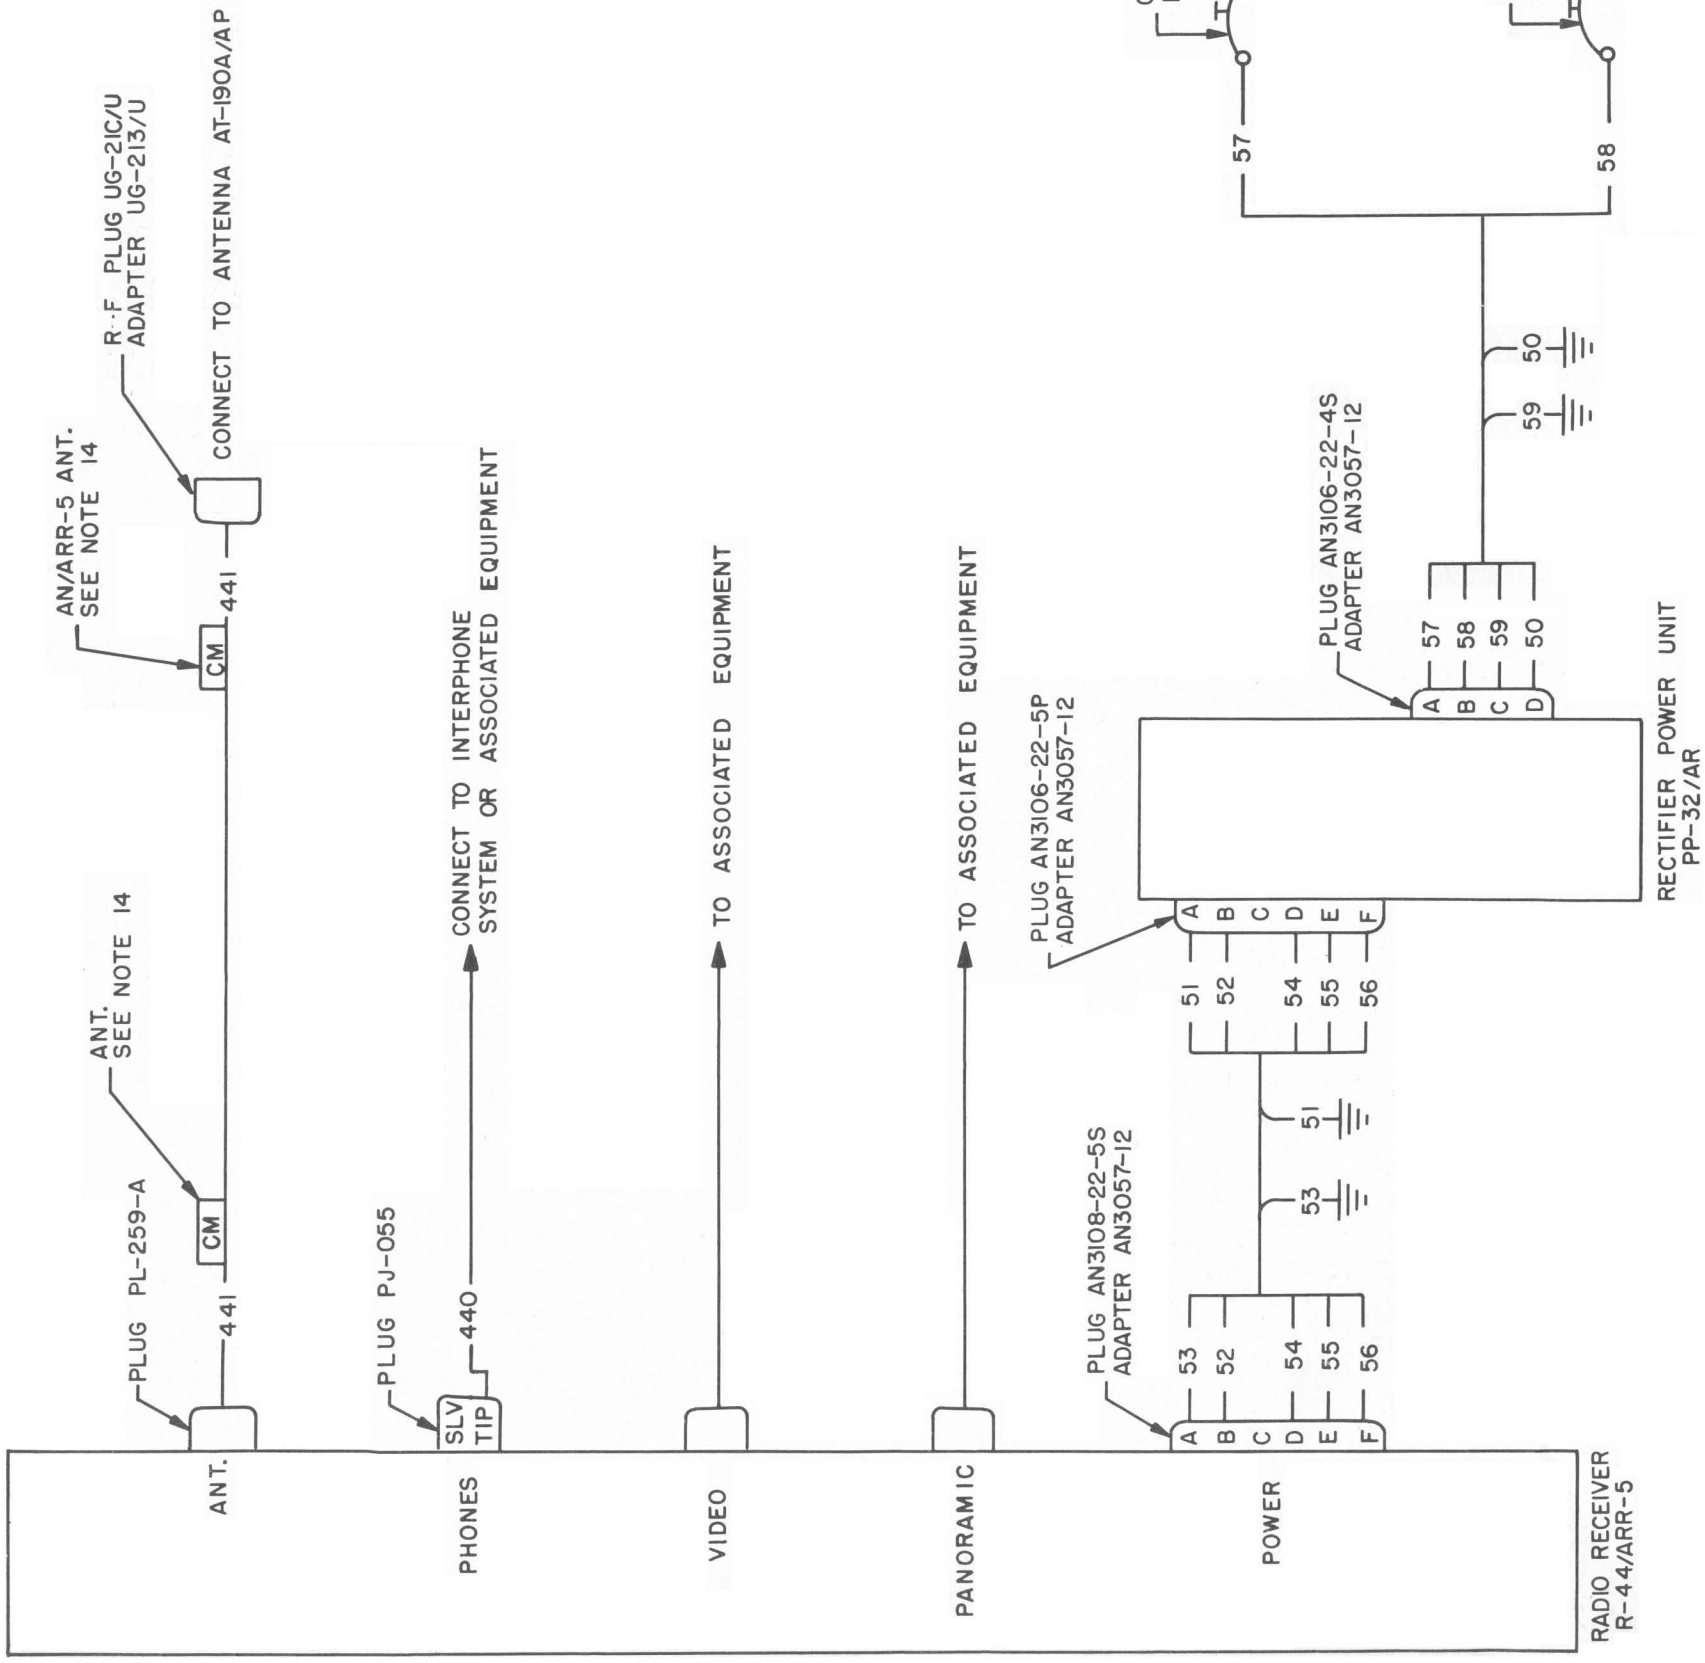 AN/ARR-5 ANT.
SEE NOTE 14
R-F PLUG UG-21C/U
ADAPTER UG-213/U
ANT.
SEE NOTE 14
PLUG PL-259-A
ANT.
441
CM
CM
441
CONNECT TO ANTENNA AT-190A/AP
PLUG PJ-055
PHONES
SLV
TIP
440
CONNECT TO INTERPHONE
SYSTEM OR ASSOCIATED EQUIPMENT
VIDEO
TO ASSOCIATED EQUIPMENT
PANORAMIC
TO ASSOCIATED EQUIPMENT
PLUG AN3108-22-5S
ADAPTER AN3057-12
PLUG AN3106-22-5P
ADAPTER AN3057-12
PLUG AN3106-22-4S
ADAPTER AN3057-12
POWER
A 53
B 52
C
D 54
E 55
F 56
53
51
51 A
52 B
C
54 D
55 E
56 F
A 57
B 58
C 59
D 50
59
50
57
58
RADIO RECEIVER
R-44/ARR-5
RECTIFIER POWER UNIT
PP-32/AR